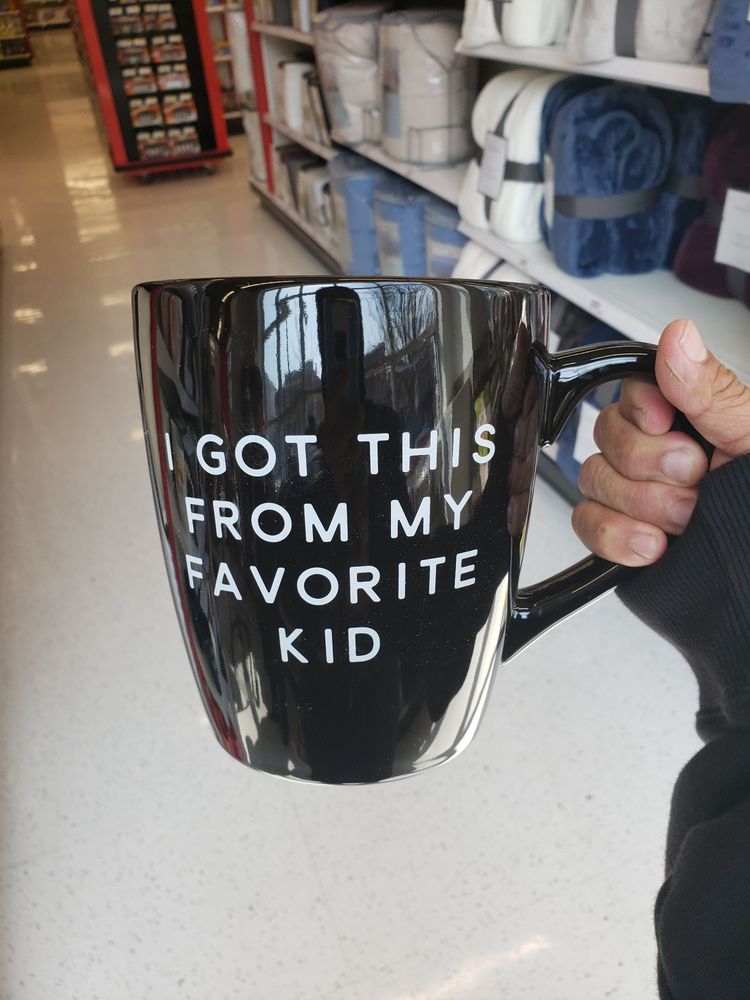 I GOT THIS
FROM MY
FAVORITE
KID